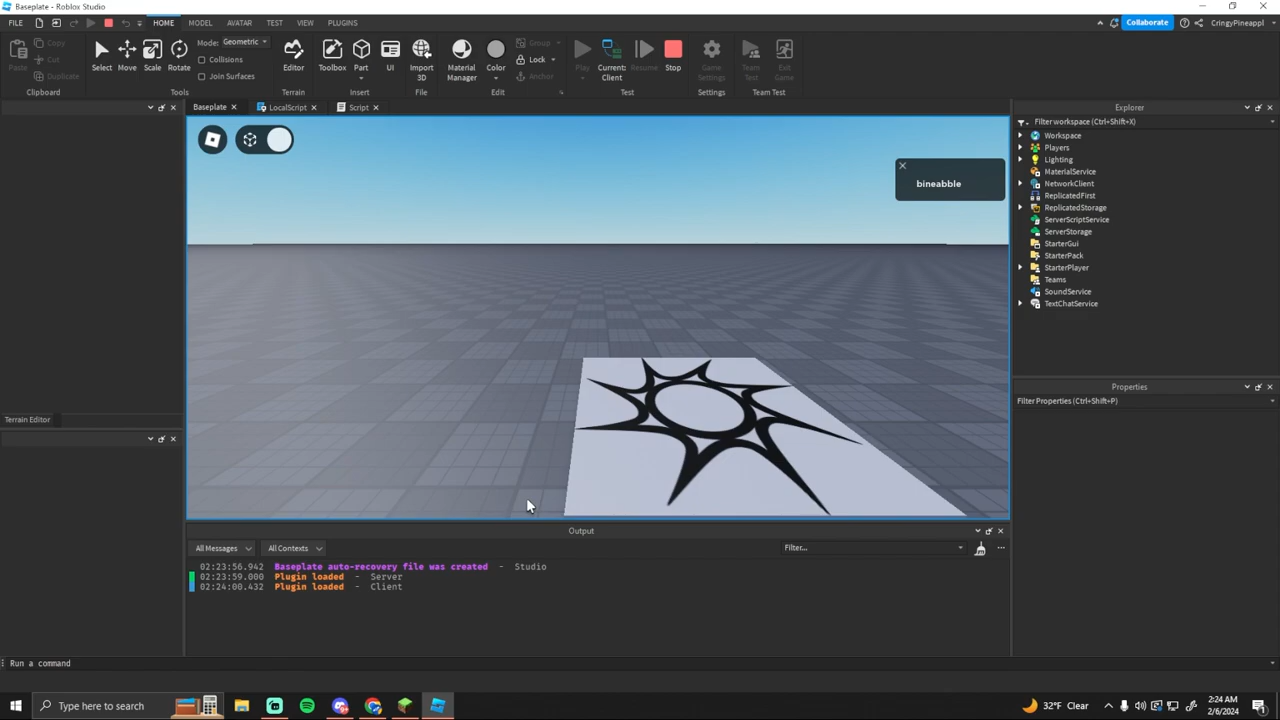 Baseplate - Roblox Studio
FILE HOME MODEL AVATAR TEST VIEW PLUGINS Collaborate CringyPineappl
Paste Copy Cut Duplicate Select Move Scale Rotate Mode: Geometric Collisions Join Surfaces Editor Toolbox Part UI Import 3D Material Manager Color Group Lock Anchor Play Current: Client Resume Stop Game Settings Team Test Exit Game
Clipboard Tools Terrain Insert File Edit Test Settings Team Test
Baseplate LocalScript Script Explorer
Filter workspace (Ctrl+Shift+X)
Workspace
Players
Lighting
MaterialService
NetworkClient
ReplicatedFirst
ReplicatedStorage
ServerScriptService
ServerStorage
StarterGui
StarterPack
StarterPlayer
Teams
SoundService
TextChatService
bineabble
Properties
Filter Properties (Ctrl+Shift+P)
Terrain Editor
Output
All Messages All Contexts Filter...
02:23:56.942 Baseplate auto-recovery file was created - Studio
02:23:59.000 Plugin loaded - Server
02:24:00.432 Plugin loaded - Client
Run a command
Type here to search 32°F Clear 2:24 AM
2/6/2024